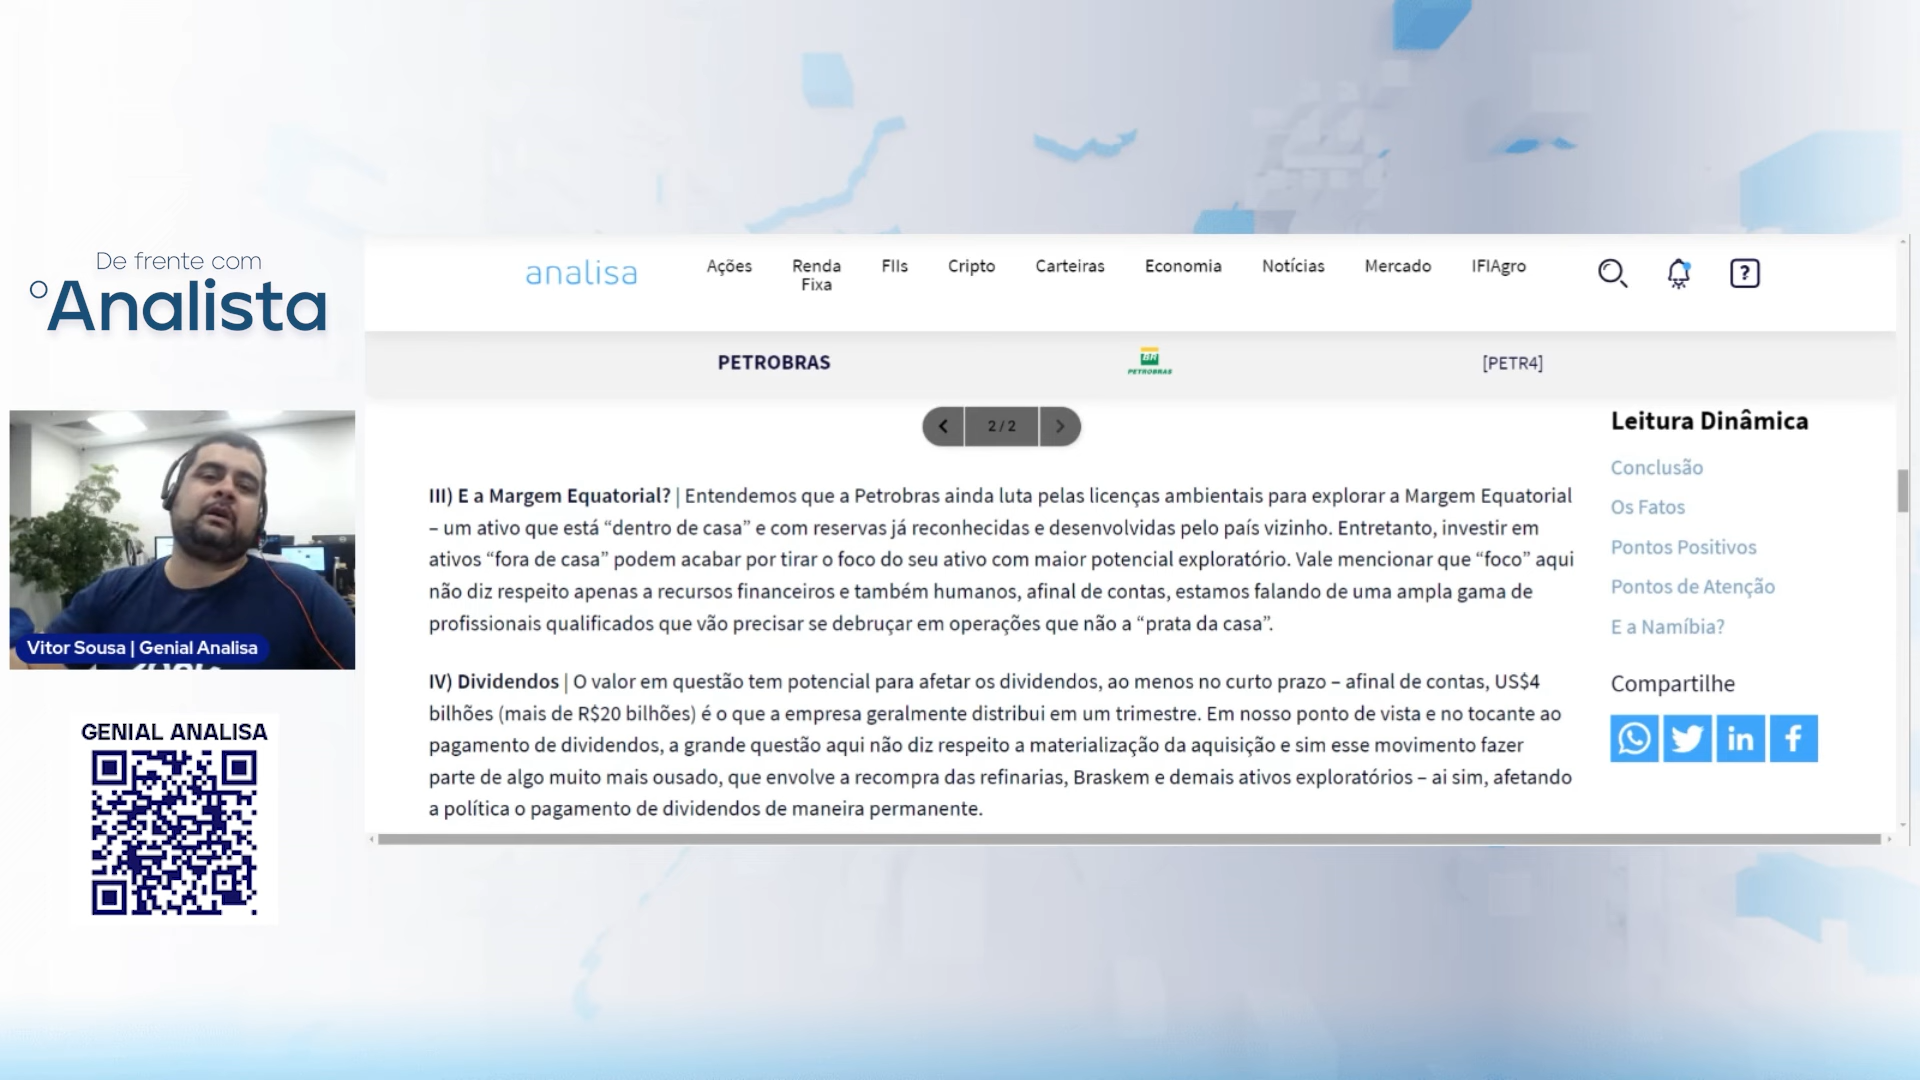 De frente com
Analista
Vitor Sousa | Genial Analisa
GENIAL ANALISA
analisa
Ações
Renda
Fixa
FIIs
Cripto
Carteiras
Economia
Notícias
Mercado
IFIAgro
PETROBRAS
BR
PETROBRAS
[PETR4]
2 / 2
III) E a Margem Equatorial? | Entendemos que a Petrobras ainda luta pelas licenças ambientais para explorar a Margem Equatorial
– um ativo que está “dentro de casa” e com reservas já reconhecidas e desenvolvidas pelo país vizinho. Entretanto, investir em
ativos “fora de casa” podem acabar por tirar o foco do seu ativo com maior potencial exploratório. Vale mencionar que “foco” aqui
não diz respeito apenas a recursos financeiros e também humanos, afinal de contas, estamos falando de uma ampla gama de
profissionais qualificados que vão precisar se debruçar em operações que não a “prata da casa”.
IV) Dividendos | O valor em questão tem potencial para afetar os dividendos, ao menos no curto prazo – afinal de contas, US$4
bilhões (mais de R$20 bilhões) é o que a empresa geralmente distribui em um trimestre. Em nosso ponto de vista e no tocante ao
pagamento de dividendos, a grande questão aqui não diz respeito a materialização da aquisição e sim esse movimento fazer
parte de algo muito mais ousado, que envolve a recompra das refinarias, Braskem e demais ativos exploratórios – ai sim, afetando
a política o pagamento de dividendos de maneira permanente.
Leitura Dinâmica
Conclusão
Os Fatos
Pontos Positivos
Pontos de Atenção
E a Namíbia?
Compartilhe